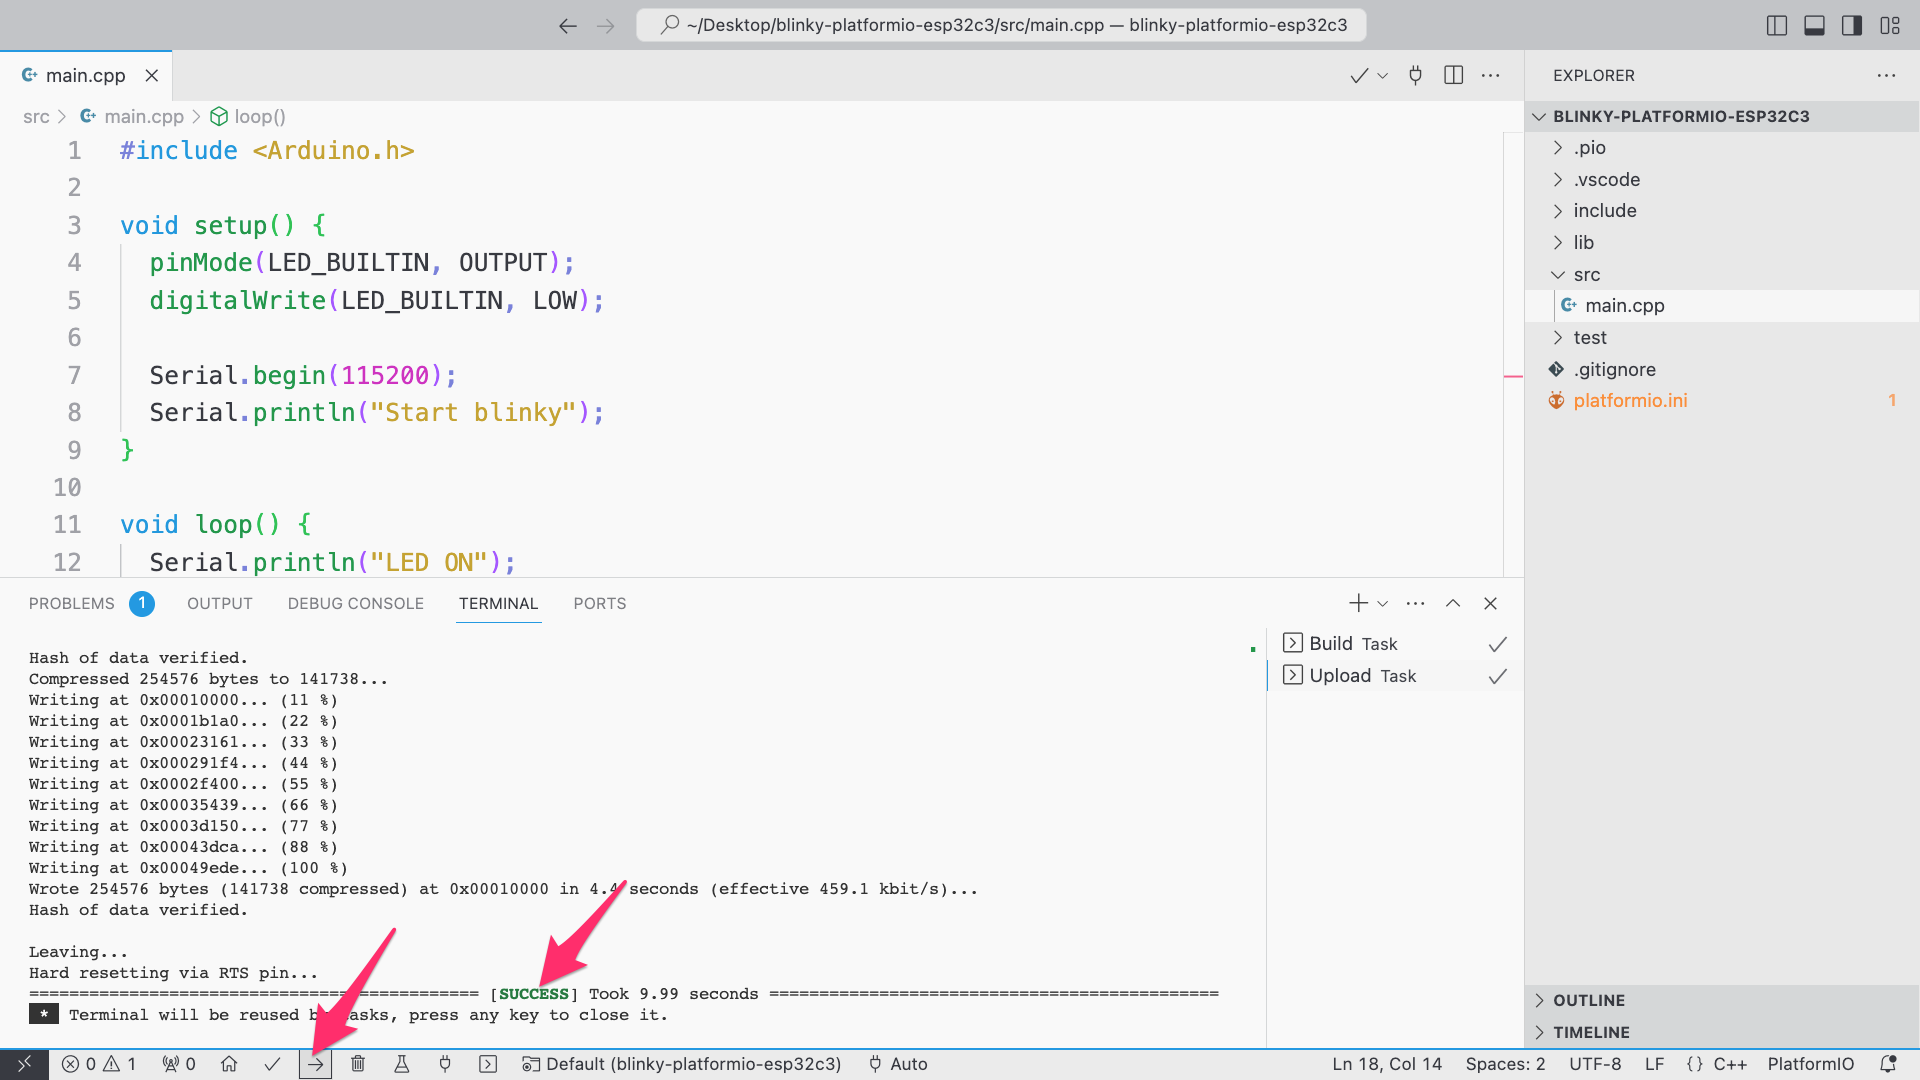 ~/Desktop/blinky-platformio-esp32c3/src/main.cpp — blinky-platformio-esp32c3
main.cpp
src > main.cpp > loop()
1 #include <Arduino.h>
2
3 void setup() {
4 pinMode(LED_BUILTIN, OUTPUT);
5 digitalWrite(LED_BUILTIN, LOW);
6
7 Serial.begin(115200);
8 Serial.println("Start blinky");
9 }
10
11 void loop() {
12 Serial.println("LED ON");
EXPLORER
BLINKY-PLATFORMIO-ESP32C3
.pio
.vscode
include
lib
src
main.cpp
test
.gitignore
platformio.ini 1
OUTLINE
TIMELINE
PROBLEMS 1 OUTPUT DEBUG CONSOLE TERMINAL PORTS
Hash of data verified.
Compressed 254576 bytes to 141738...
Writing at 0x00010000... (11 %)
Writing at 0x0001b1a0... (22 %)
Writing at 0x00023161... (33 %)
Writing at 0x000291f4... (44 %)
Writing at 0x0002f400... (55 %)
Writing at 0x00035439... (66 %)
Writing at 0x0003d150... (77 %)
Writing at 0x00043dca... (88 %)
Writing at 0x00049ede... (100 %)
Wrote 254576 bytes (141738 compressed) at 0x00010000 in 4.4 seconds (effective 459.1 kbit/s)...
Hash of data verified.
Leaving...
Hard resetting via RTS pin...
============================================= [SUCCESS] Took 9.99 seconds =============================================
* Terminal will be reused by tasks, press any key to close it.
Build Task
Upload Task
0 1 0 Default (blinky-platformio-esp32c3) Auto Ln 18, Col 14 Spaces: 2 UTF-8 LF {} C++ PlatformIO